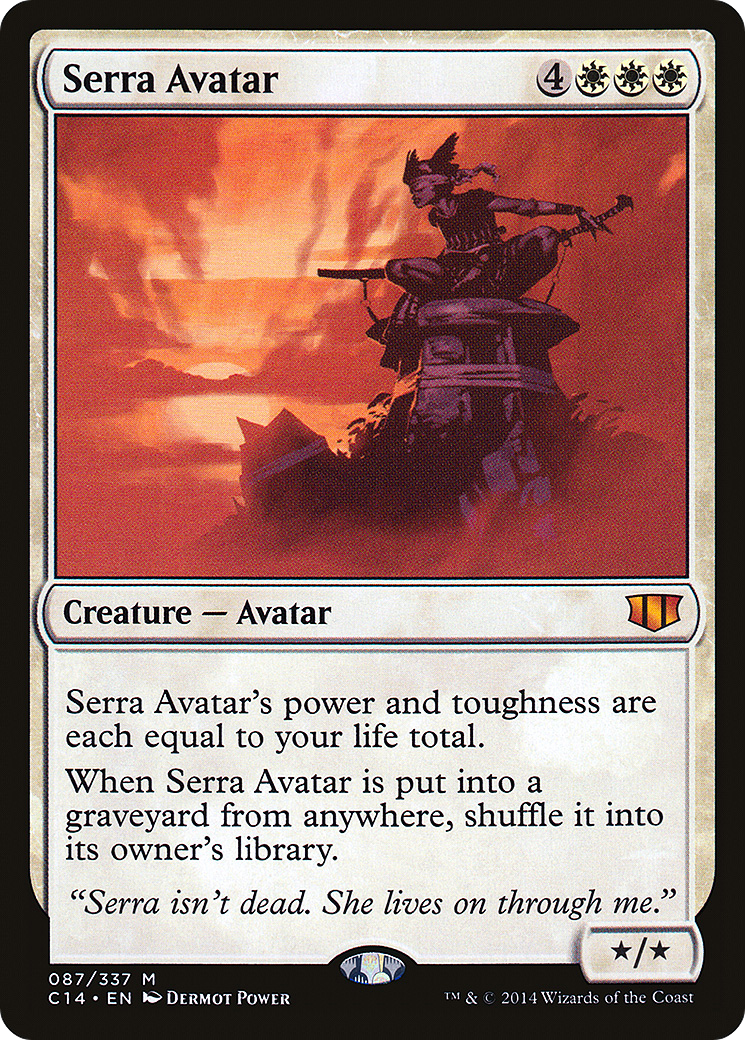 Serra Avatar 4
Creature — Avatar
Serra Avatar's power and toughness are
each equal to your life total.
When Serra Avatar is put into a
graveyard from anywhere, shuffle it into
its owner's library.
"Serra isn't dead. She lives on through me."
★/★
087/337 M
C14 • EN Dermot Power
™ & © 2014 Wizards of the Coast